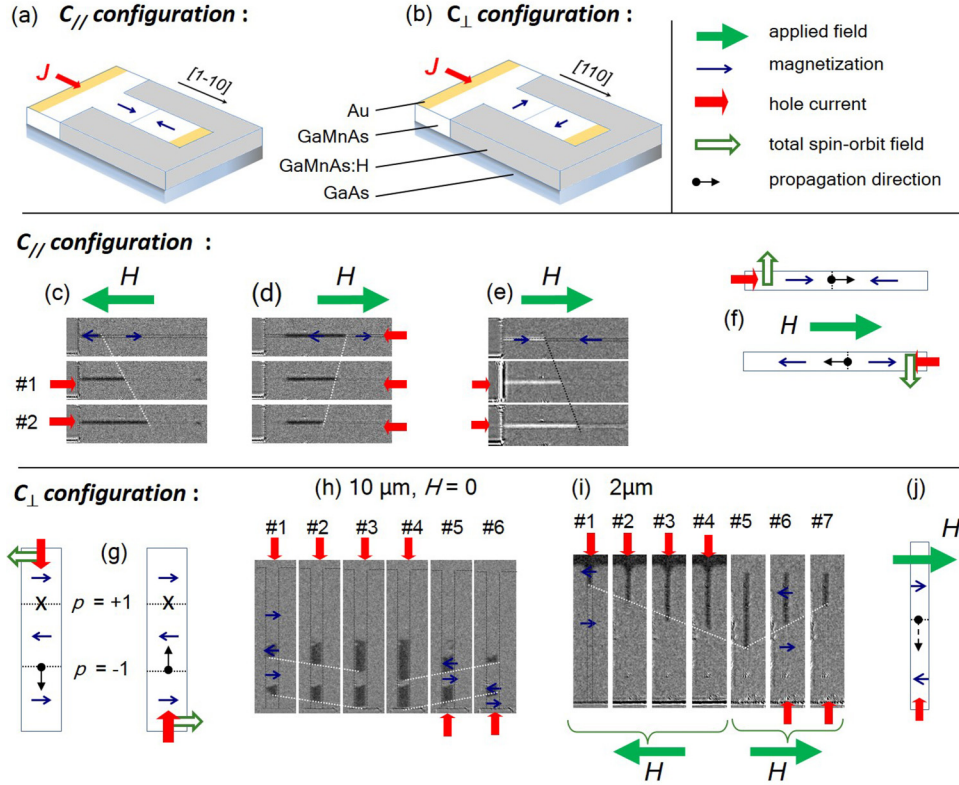 (a) C// configuration :
(b) C⊥ configuration :
J
[1-10]
J
[110]
Au
GaMnAs
GaMnAs:H
GaAs
applied field
magnetization
hole current
total spin-orbit field
propagation direction
C// configuration :
(c) H
(d) H
(e) H
#1
#2
(f) H
C⊥ configuration :
(g)
p = +1
p = -1
(h) 10 μm, H = 0
#1 #2 #3 #4 #5 #6
(i) 2μm
#1 #2 #3 #4 #5 #6 #7
H
H
(j)
H